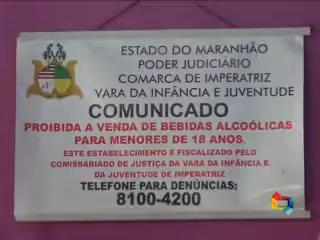 ESTADO DO MARANHÃO
PODER JUDICIÁRIO
COMARCA DE IMPERATRIZ
VARA DA INFÂNCIA E JUVENTUDE
COMUNICADO
PROIBIDA A VENDA DE BEBIDAS ALCOÓLICAS
PARA MENORES DE 18 ANOS.
ESTE ESTABELECIMENTO É FISCALIZADO PELO
COMISSARIADO DE JUSTIÇA DA VARA DA INFÂNCIA E
DA JUVENTUDE DE IMPERATRIZ
TELEFONE PARA DENÚNCIAS:
8100-4200